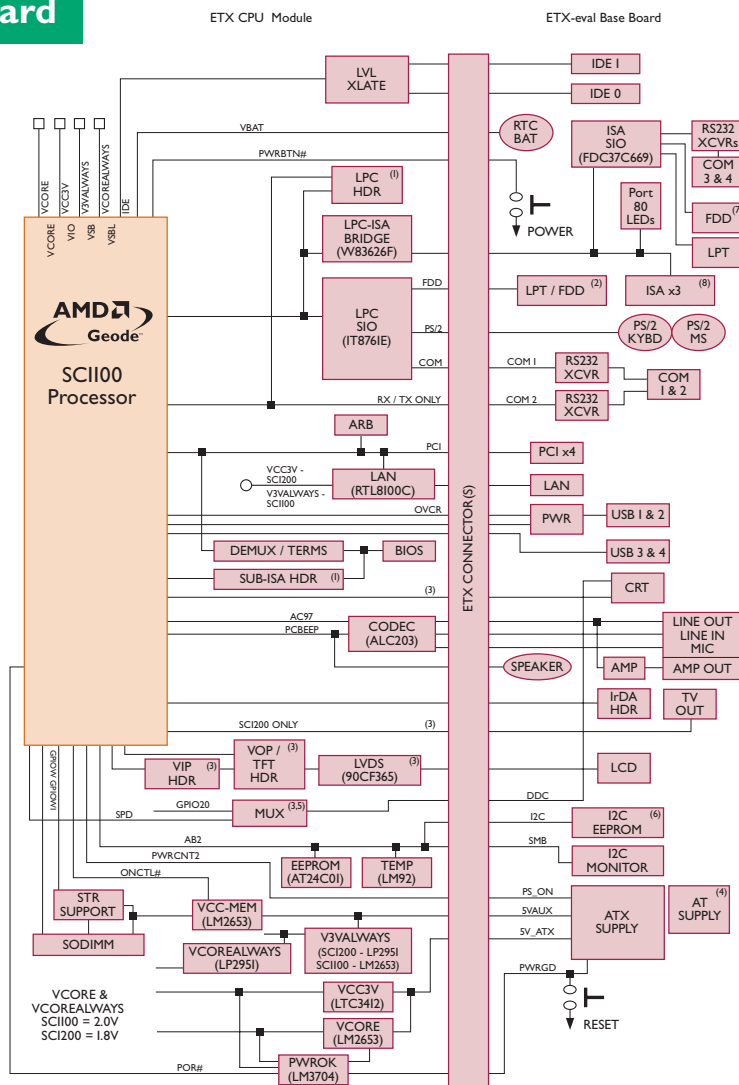 ard
ETX CPU Module
ETX-eval Base Board
LVL
XLATE
IDE 1
IDE 0
VBAT
RTC
BAT
ISA
SIO
(FDC37C669)
RS232
XCVRs
COM
3 & 4
PWRBTN#
LPC
HDR
(1)
Port
80
LEDs
FDD
(7
LPT
POWER
VCORE
VCC3V
V3VALWAYS
VCOREALWAYS
IDE
VCORE
VIO
VSB
VSBL
LPC-ISA
BRIDGE
(W83626F)
FDD
LPT / FDD
(2)
ISA x3
(8)
AMD
Geode™
SC1100
Processor
LPC
SIO
(IT8761E)
PS/2
PS/2
KYBD
PS/2
MS
COM
COM 1
RS232
XCVR
COM
1 & 2
RX / TX ONLY
COM 2
RS232
XCVR
ARB
PCI
PCI x4
VCC3V -
SC1200
V3VALWAYS -
SC1100
LAN
(RTL8100C)
LAN
ETX CONNECTOR(S)
OVCR
PWR
USB 1 & 2
DEMUX / TERMS
BIOS
USB 3 & 4
SUB-ISA HDR
(1)
(3)
CRT
AC97
PCBEEP
CODEC
(ALC203)
LINE OUT
LINE IN
MIC
SPEAKER
AMP
AMP OUT
IrDA
HDR
TV
OUT
SC1200 ONLY
(3)
VIP
HDR
(3)
VOP /
TFT
HDR
(3)
LVDS
(90CF365)
(3)
LCD
GPIO20
SPD
MUX
(3,5)
DDC
AB2
I2C
I2C
EEPROM
(6)
PWRCNT2
EEPROM
(AT24C01)
TEMP
(LM92)
SMB
I2C
MONITOR
ONCTL#
STR
SUPPORT
SODIMM
VCC-MEM
(LM2653)
PS_ON
5VAUX
5V_ATX
ATX
SUPPLY
AT
SUPPLY
(4)
VCOREALWAYS
(LP2951)
V3VALWAYS
(SC1200 - LP2951
SC1100 - LM2653)
PWRGD
VCORE &
VCOREALWAYS
SC1100 = 2.0V
SC1200 = 1.8V
VCC3V
(LTC3412)
VCORE
(LM2653)
RESET
PWROK
(LM3704)
POR#